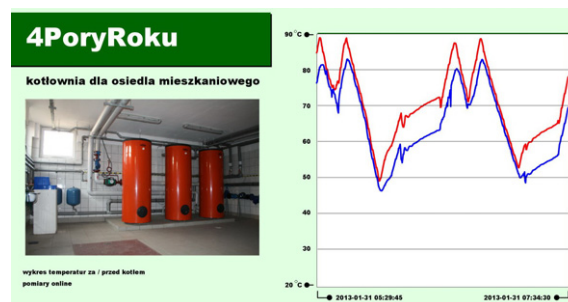 4PoryRoku
kotłownia dla osiedla mieszkaniowego
wykres temperatur za / przed kotłem
pomiary online
90 °C
80
70
60
50
40
30
20 °C
2013-01-31 05:29:45
2013-01-31 07:34:30